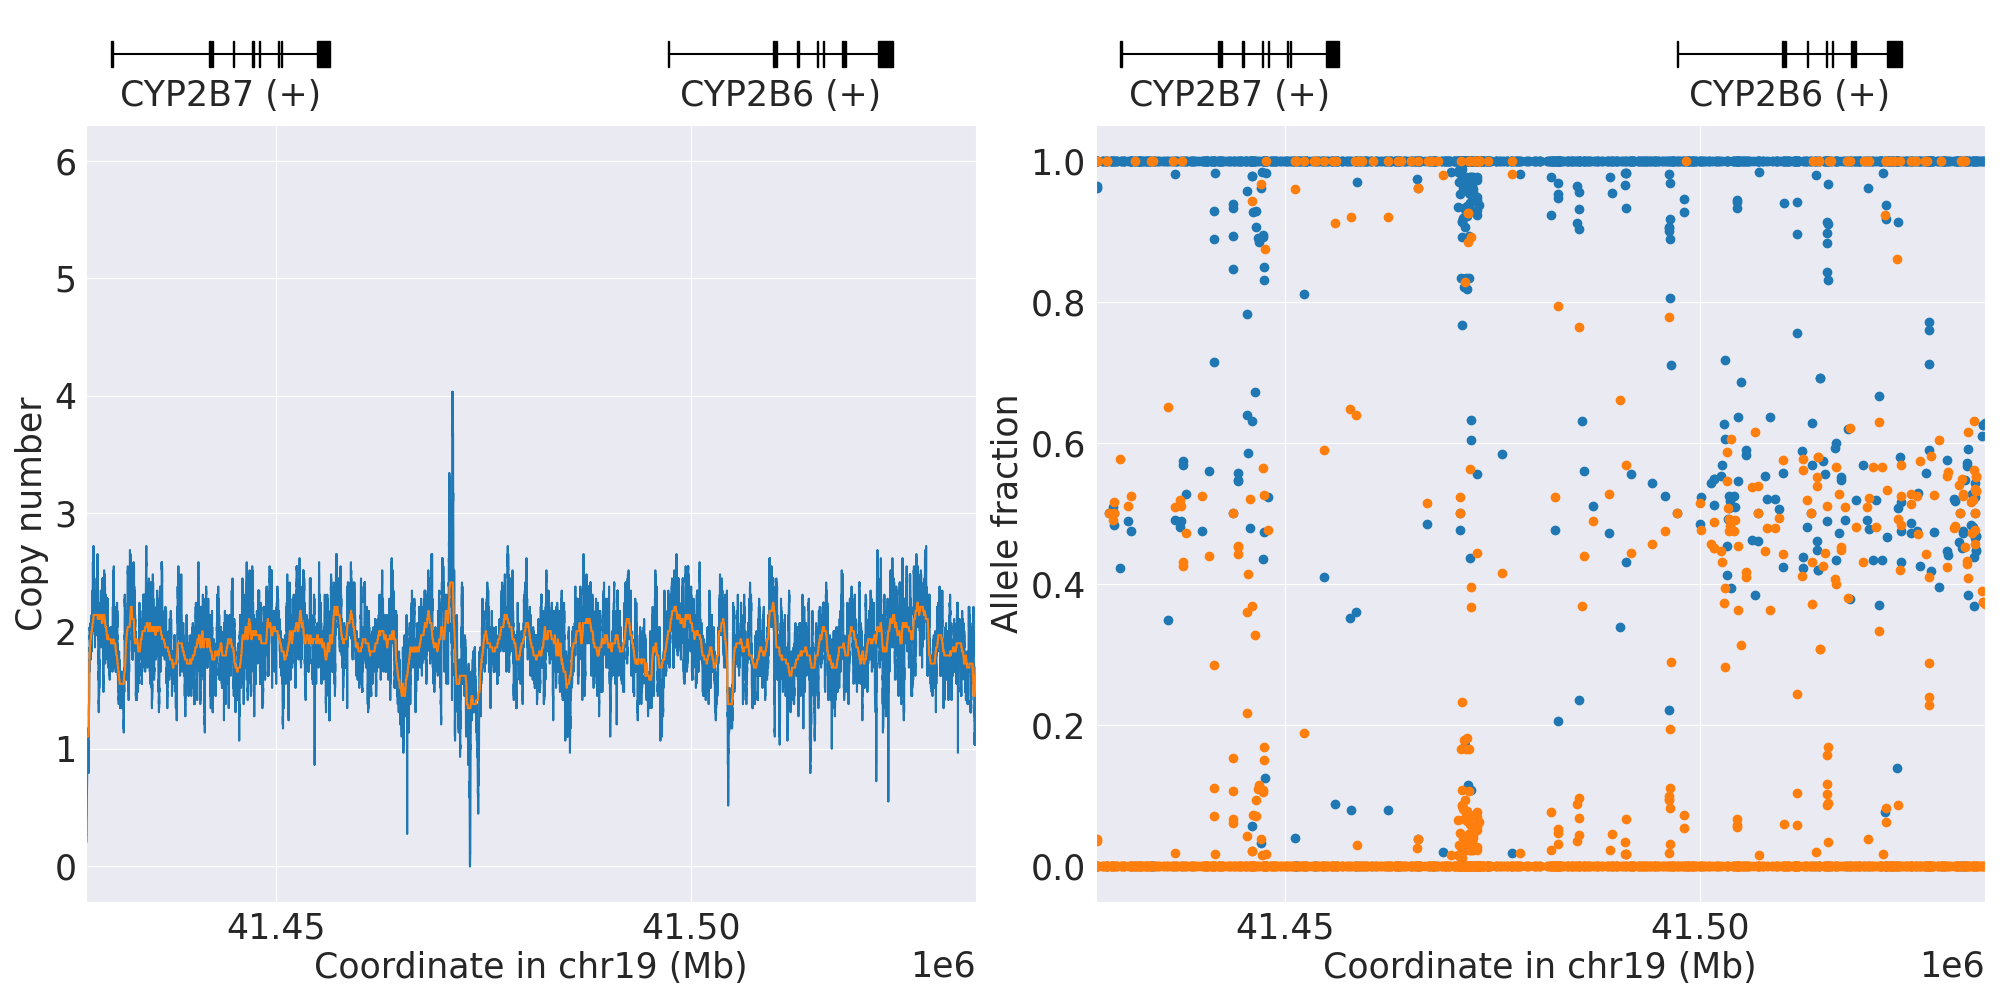 CYP2B7 (+)
CYP2B6 (+)
CYP2B7 (+)
CYP2B6 (+)
Copy number
6
5
4
3
2
1
0
41.45
41.50
Coordinate in chr19 (Mb)
1e6
Allele fraction
1.0
0.8
0.6
0.4
0.2
0.0
41.45
41.50
Coordinate in chr19 (Mb)
1e6